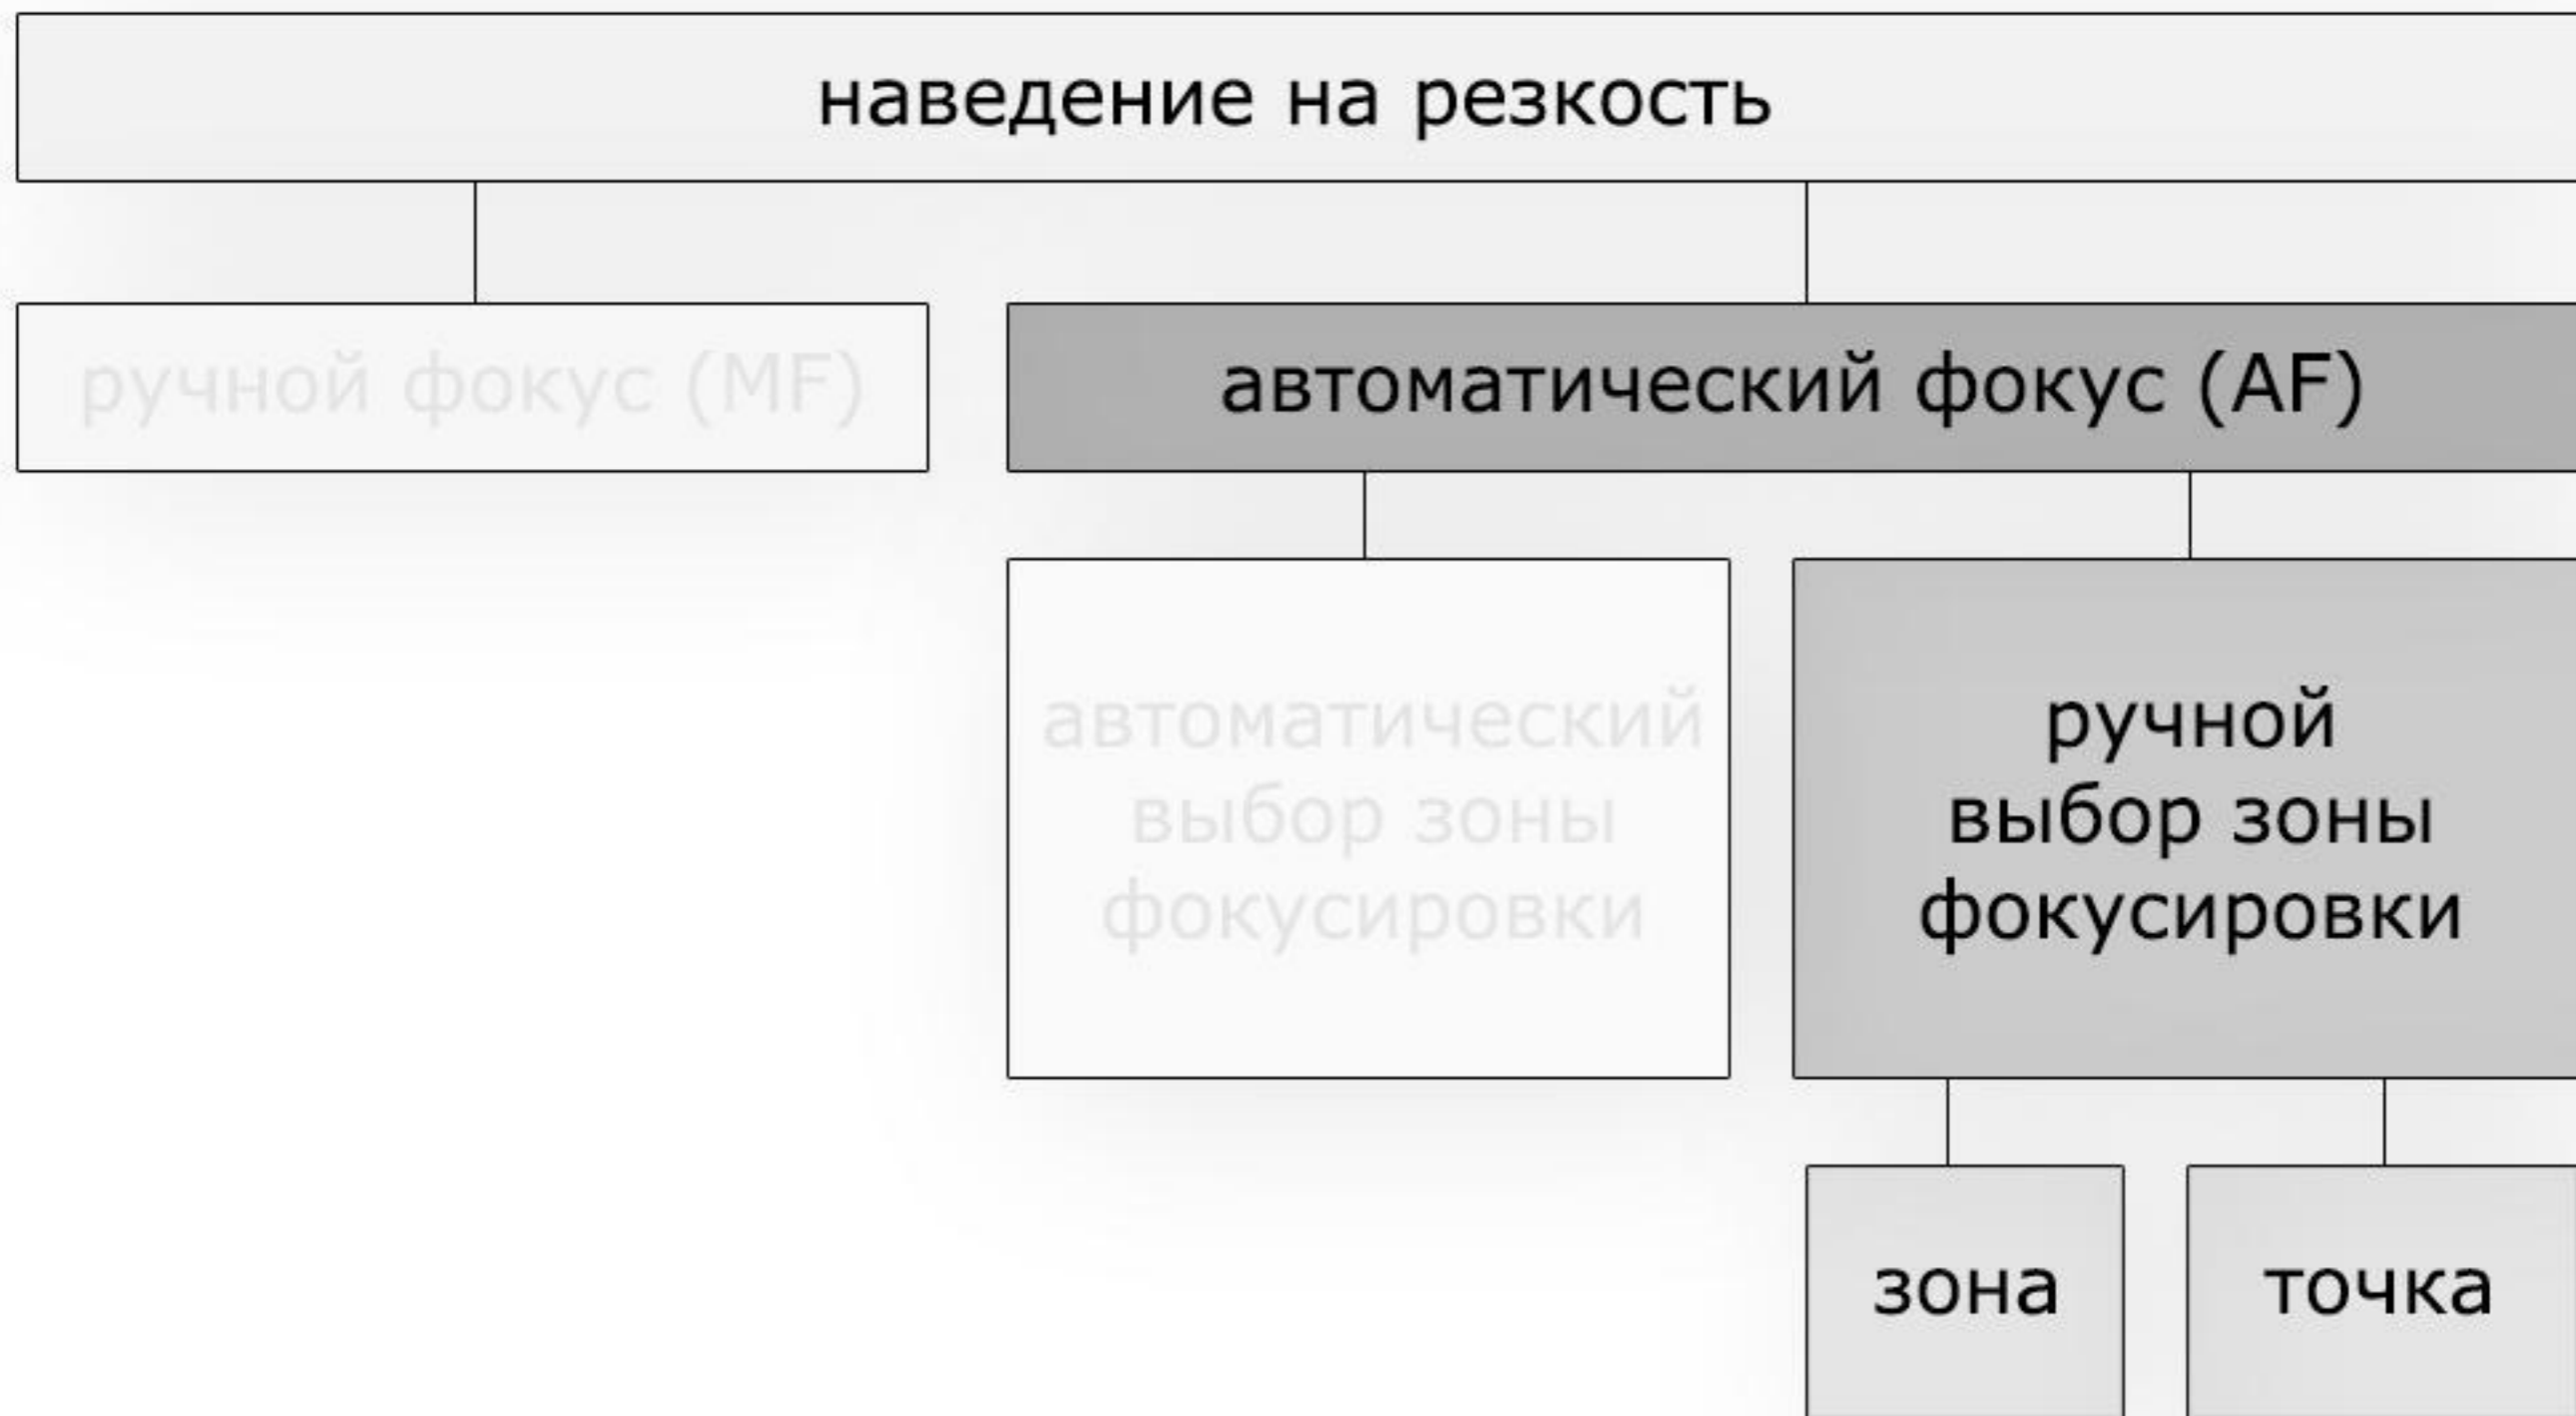 наведение на резкость
ручной фокус (MF)
автоматический фокус (AF)
автоматический
выбор зоны
фокусировки
ручной
выбор зоны
фокусировки
зона
точка